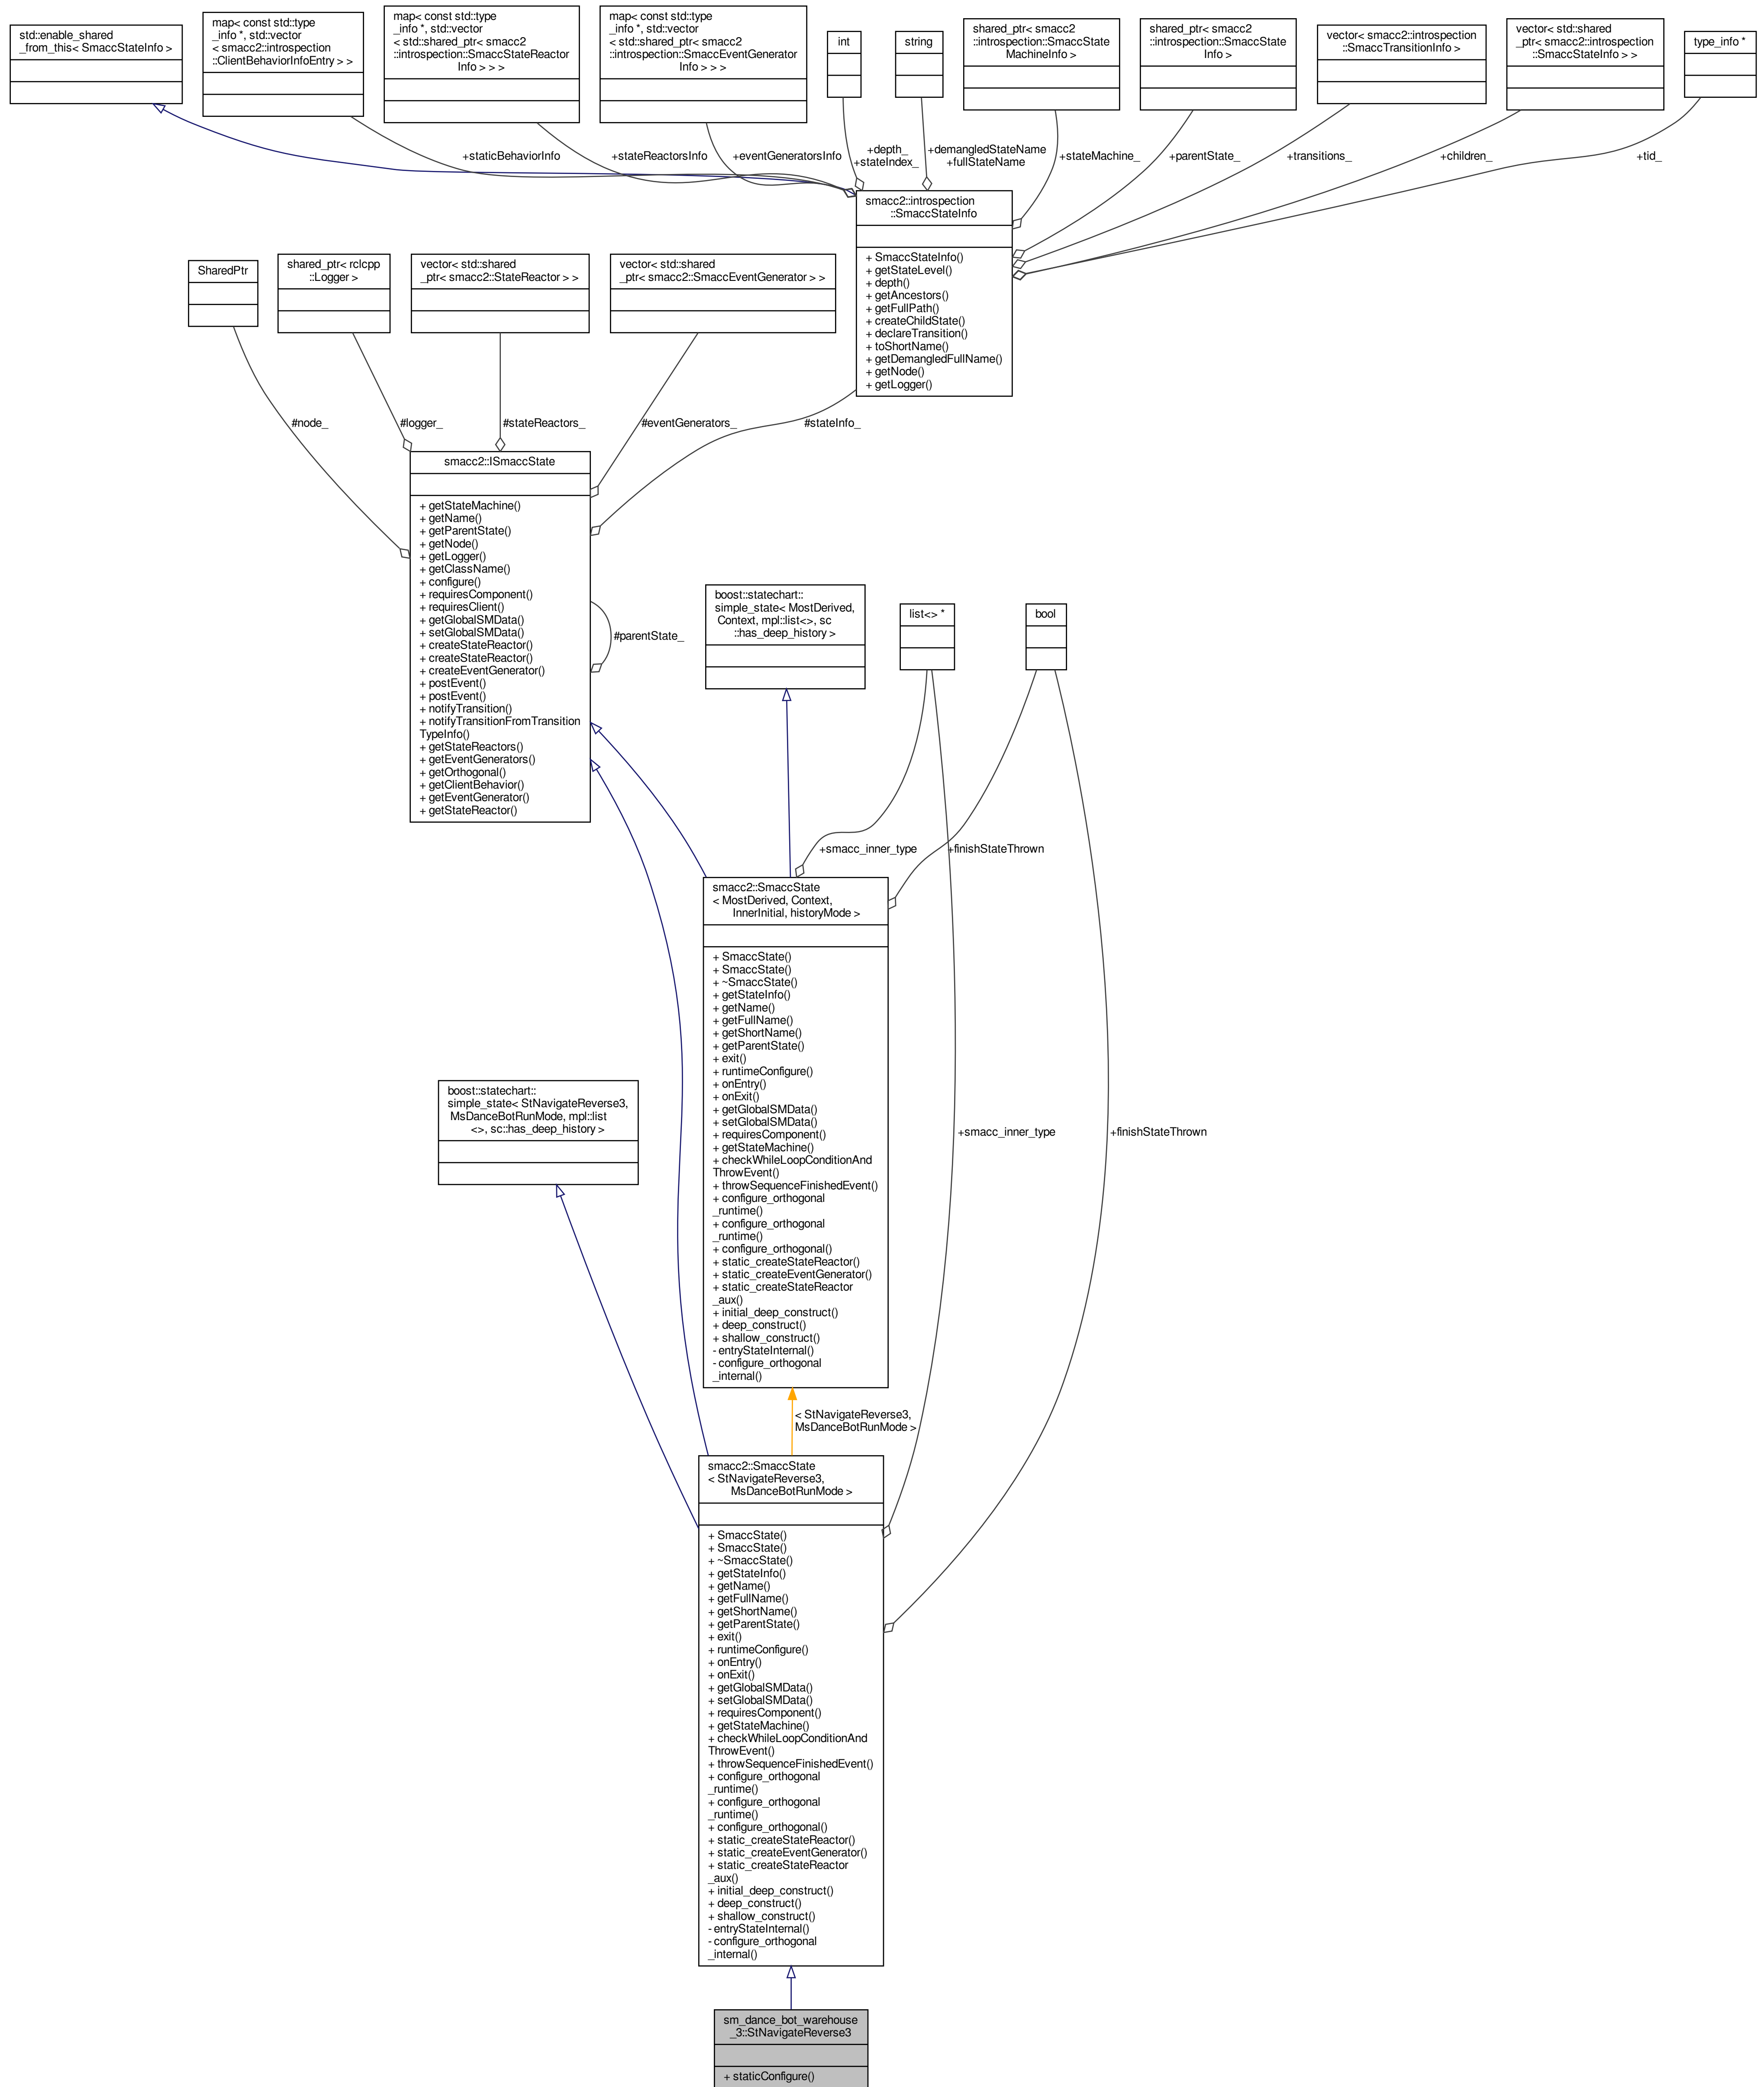 std::enable_shared
_from_this< SmaccStateInfo >
map< const std::type
_info *, std::vector
< smacc2::introspection
::ClientBehaviorInfoEntry > >
map< const std::type
_info *, std::vector
< std::shared_ptr< smacc2
::introspection::SmaccStateReactor
Info > > >
map< const std::type
_info *, std::vector
< std::shared_ptr< smacc2
::introspection::SmaccEventGenerator
Info > > >
int
string
shared_ptr< smacc2
::introspection::SmaccState
MachineInfo >
shared_ptr< smacc2
::introspection::SmaccState
Info >
vector< smacc2::introspection
::SmaccTransitionInfo >
vector< std::shared
_ptr< smacc2::introspection
::SmaccStateInfo > >
type_info *
+staticBehaviorInfo
+stateReactorsInfo
+eventGeneratorsInfo
+depth_
+stateIndex_
+demangledStateName
+fullStateName
+stateMachine_
+parentState_
+transitions_
+children_
+tid_
smacc2::introspection
::SmaccStateInfo
+ SmaccStateInfo()
+ getStateLevel()
+ depth()
+ getAncestors()
+ getFullPath()
+ createChildState()
+ declareTransition()
+ toShortName()
+ getDemangledFullName()
+ getNode()
+ getLogger()
SharedPtr
shared_ptr< rclcpp
::Logger >
vector< std::shared
_ptr< smacc2::StateReactor > >
vector< std::shared
_ptr< smacc2::SmaccEventGenerator > >
#node_
#logger_
#stateReactors_
#eventGenerators_
#stateInfo_
smacc2::ISmaccState
+ getStateMachine()
+ getName()
+ getParentState()
+ getNode()
+ getLogger()
+ getClassName()
+ configure()
+ requiresComponent()
+ requiresClient()
+ getGlobalSMData()
+ setGlobalSMData()
+ createStateReactor()
+ createStateReactor()
+ createEventGenerator()
+ postEvent()
+ postEvent()
+ notifyTransition()
+ notifyTransitionFromTransition
TypeInfo()
+ getStateReactors()
+ getEventGenerators()
+ getOrthogonal()
+ getClientBehavior()
+ getEventGenerator()
+ getStateReactor()
#parentState_
boost::statechart::
simple_state< MostDerived,
Context, mpl::list<>, sc
::has_deep_history >
list<> *
bool
+smacc_inner_type
+finishStateThrown
smacc2::SmaccState
< MostDerived, Context,
InnerInitial, historyMode >
+ SmaccState()
+ SmaccState()
+ ~SmaccState()
+ getStateInfo()
+ getName()
+ getFullName()
+ getShortName()
+ getParentState()
+ exit()
+ runtimeConfigure()
+ onEntry()
+ onExit()
+ getGlobalSMData()
+ setGlobalSMData()
+ requiresComponent()
+ getStateMachine()
+ checkWhileLoopConditionAnd
ThrowEvent()
+ throwSequenceFinishedEvent()
+ configure_orthogonal
_runtime()
+ configure_orthogonal
_runtime()
+ configure_orthogonal()
+ static_createStateReactor()
+ static_createEventGenerator()
+ static_createStateReactor
_aux()
+ initial_deep_construct()
+ deep_construct()
+ shallow_construct()
- entryStateInternal()
- configure_orthogonal
_internal()
boost::statechart::
simple_state< StNavigateReverse3,
MsDanceBotRunMode, mpl::list
<>, sc::has_deep_history >
+smacc_inner_type
+finishStateThrown
< StNavigateReverse3,
MsDanceBotRunMode >
smacc2::SmaccState
< StNavigateReverse3,
MsDanceBotRunMode >
+ SmaccState()
+ SmaccState()
+ ~SmaccState()
+ getStateInfo()
+ getName()
+ getFullName()
+ getShortName()
+ getParentState()
+ exit()
+ runtimeConfigure()
+ onEntry()
+ onExit()
+ getGlobalSMData()
+ setGlobalSMData()
+ requiresComponent()
+ getStateMachine()
+ checkWhileLoopConditionAnd
ThrowEvent()
+ throwSequenceFinishedEvent()
+ configure_orthogonal
_runtime()
+ configure_orthogonal
_runtime()
+ configure_orthogonal()
+ static_createStateReactor()
+ static_createEventGenerator()
+ static_createStateReactor
_aux()
+ initial_deep_construct()
+ deep_construct()
+ shallow_construct()
- entryStateInternal()
- configure_orthogonal
_internal()
sm_dance_bot_warehouse
_3::StNavigateReverse3
+ staticConfigure()